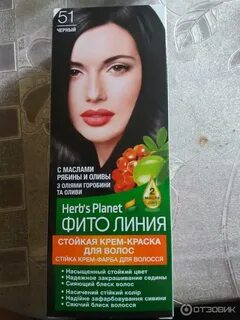 51
ЧЕРНЫЙ
С МАСЛАМИ
РЯБИНЫ И ОЛИВЫ
З ОЛІЯМИ ГОРОБИНИ
ТА ОЛИВИ
2
МАСЛА
Herb's Planet
ФИТО ЛИНИЯ
СТОЙКАЯ КРЕМ-КРАСКА
ДЛЯ ВОЛОС
СТІЙКА КРЕМ-ФАРБА ДЛЯ ВОЛОССЯ
• Насыщенный стойкий цвет
• Надежное закрашивание седины
• Сияющий блеск волос
• Насичений стійкий колір
• Надійне зафарбовування сивини
• Сяючий блиск волосся
ОТЗОВИК